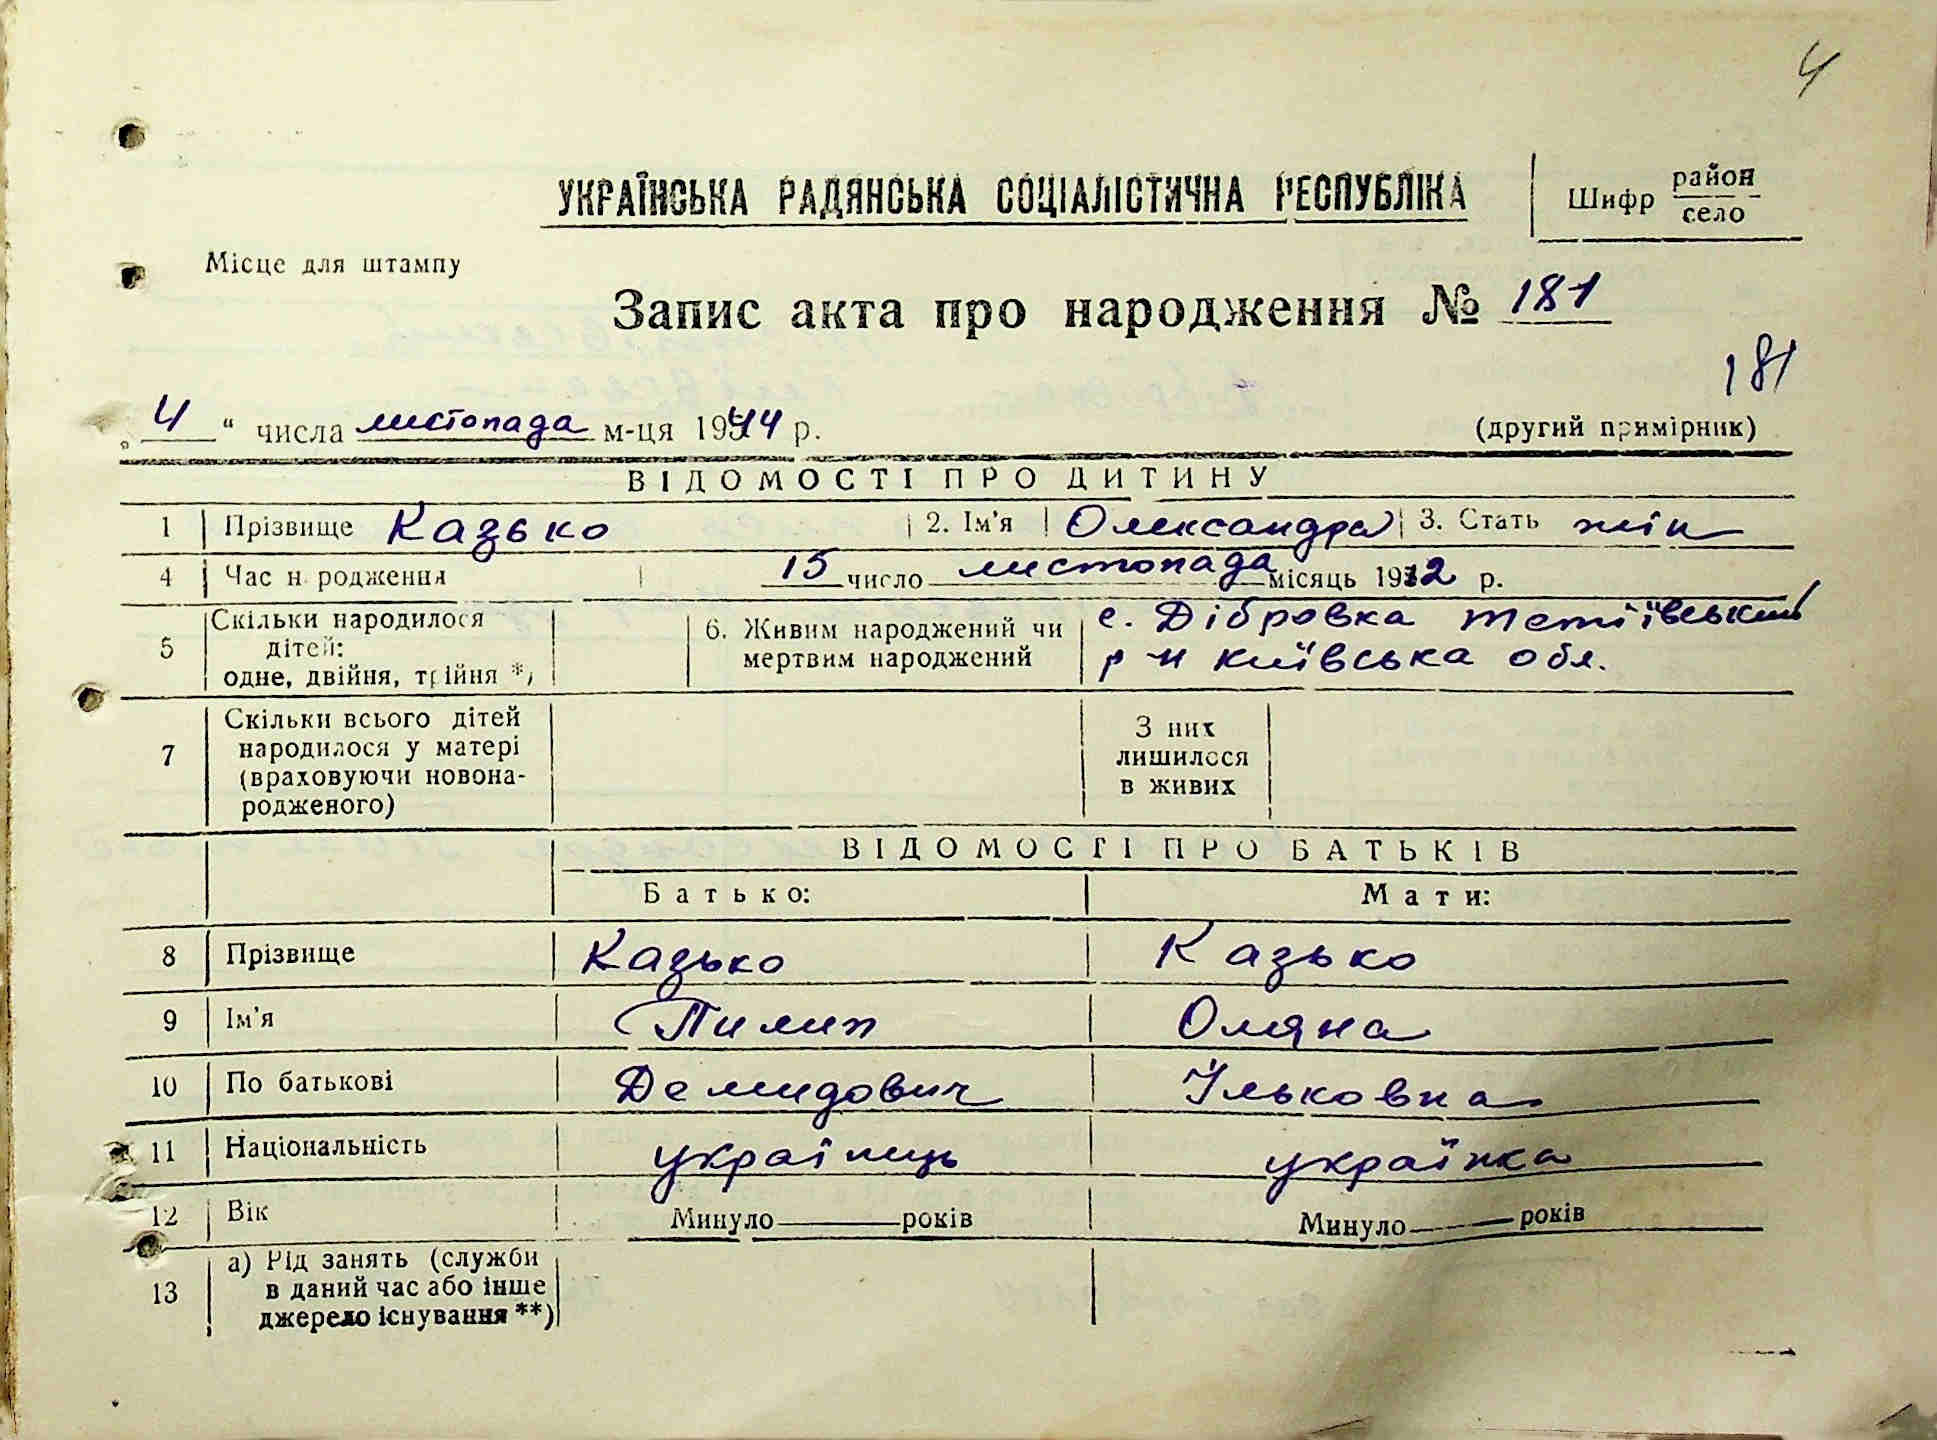 4
УКРАЇНСЬКА РАДЯНСЬКА СОЦІАЛІСТИЧНА РЕСПУБЛІКА
Шифр район
село
Місце для штампу
Запис акта про народження № 181
181
„ 4 “ числа листопада м-ця 1944 р.
(другий примірник)
ВІДОМОСТІ ПРО ДИТИНУ
1 Прізвище Казько 2. Ім'я Олександра 3. Стать жін
4 Час народження 15 число листопада місяць 1912 р.
5 Скільки народилося дітей: одне, двійня, трійня *)
6. Живим народжений чи мертвим народжений
с. Дібровка Тетіївський
р-н Київська обл.
7 Скільки всього дітей народилося у матері (враховуючи новонародженого)
З них лишилося в живих
ВІДОМОСТІ ПРО БАТЬКІВ
Батько: Мати:
8 Прізвище Казько Казько
9 Ім'я Пилип Оляна
10 По батькові Демидович Ільковна
11 Національність українець українка
12 Вік Минуло років Минуло років
13 а) Рід занять (служби
в даний час або інше
джерело існування **)